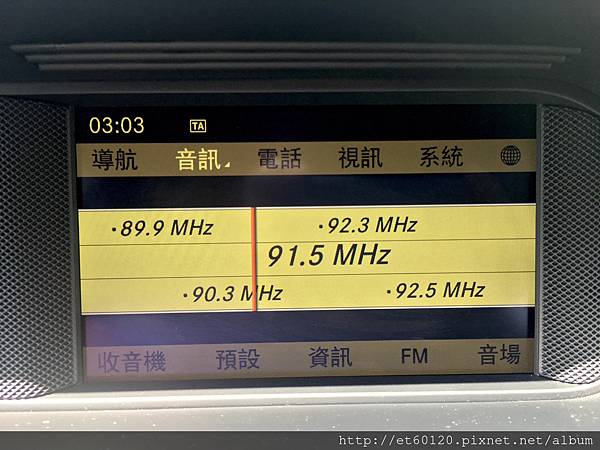 03:03 TA
導航 音訊 電話 視訊 系統
·89.9 MHz ·92.3 MHz
91.5 MHz
·90.3 MHz ·92.5 MHz
收音機 預設 資訊 FM 音場
http://et60120.pixnet.net/album